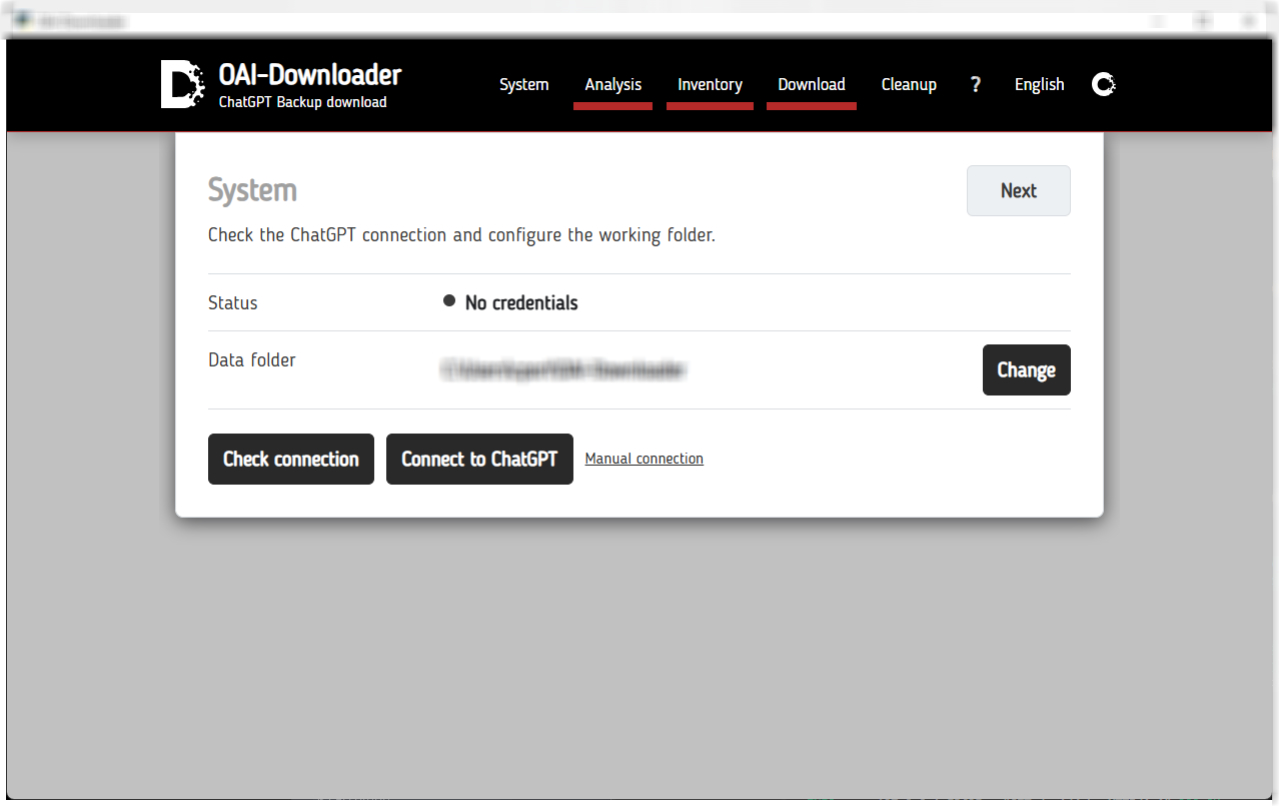 OAI-Downloader
ChatGPT Backup download
System Analysis Inventory Download Cleanup ? English
System
Next
Check the ChatGPT connection and configure the working folder.
Status
No credentials
Data folder
Change
Check connection
Connect to ChatGPT
Manual connection